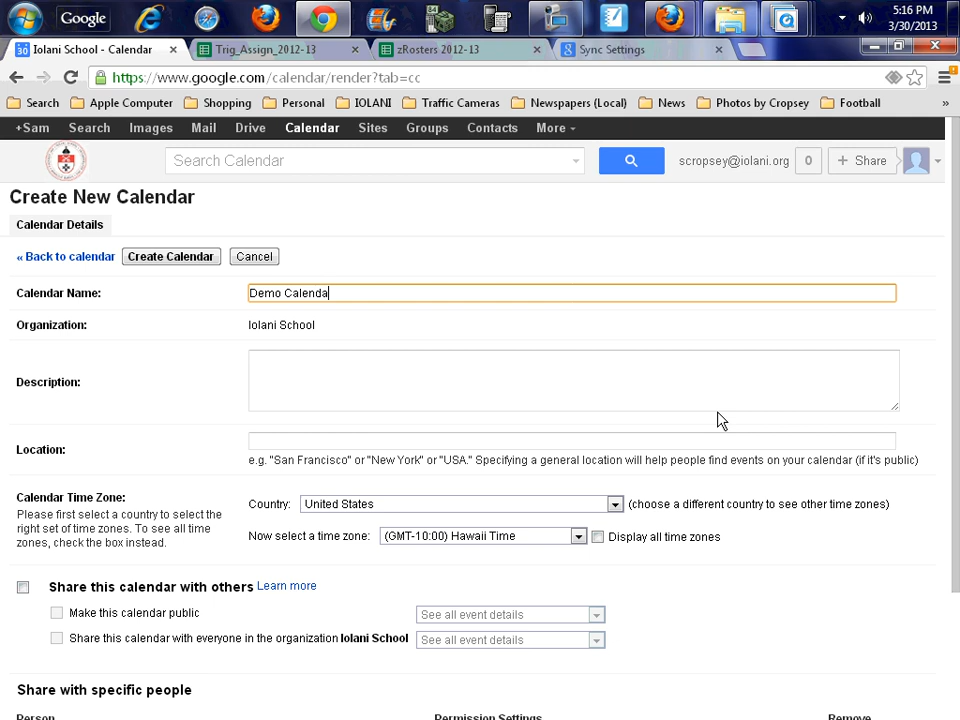 Google
5:16 PM
3/30/2013
30 Iolani School - Calendar
Trig_Assign_2012-13
zRosters 2012-13
Sync Settings
https://www.google.com/calendar/render?tab=cc
Search Apple Computer Shopping Personal IOLANI Traffic Cameras Newspapers (Local) News Photos by Cropsey Football »
+Sam Search Images Mail Drive Calendar Sites Groups Contacts More
Search Calendar scropsey@iolani.org 0 + Share
Create New Calendar
Calendar Details
« Back to calendar Create Calendar Cancel
Calendar Name: Demo Calenda
Organization: Iolani School
Description:
Location:
e.g. "San Francisco" or "New York" or "USA." Specifying a general location will help people find events on your calendar (if it's public)
Calendar Time Zone:
Please first select a country to select the
right set of time zones. To see all time
zones, check the box instead.
Country: United States (choose a different country to see other time zones)
Now select a time zone: (GMT-10:00) Hawaii Time Display all time zones
Share this calendar with others Learn more
Make this calendar public See all event details
Share this calendar with everyone in the organization Iolani School See all event details
Share with specific people
Person Permission Settings Remove